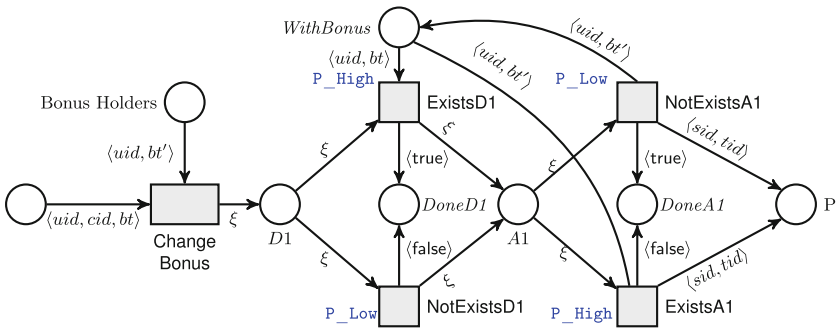 WithBonus
⟨uid, bt′⟩
⟨uid, bt⟩
⟨uid, bt′⟩
P_High
P_Low
ExistsD1
NotExistsA1
Bonus Holders
⟨uid, bt′⟩
ξ
ξ
⟨true⟩
ξ
⟨true⟩
⟨sid, tid⟩
⟨uid, cid, bt⟩
ξ
D1
DoneD1
A1
DoneA1
P
Change
Bonus
ξ
⟨false⟩
ξ
ξ
⟨false⟩
⟨sid, tid⟩
P_Low
NotExistsD1
P_High
ExistsA1